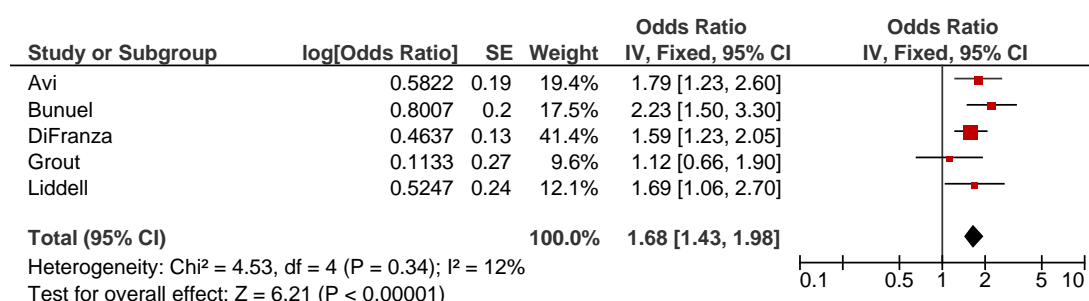 Odds Ratio Odds Ratio
Study or Subgroup log[Odds Ratio] SE Weight IV, Fixed, 95% CI IV, Fixed, 95% CI
Avi 0.5822 0.19 19.4% 1.79 [1.23, 2.60]
Bunuel 0.8007 0.2 17.5% 2.23 [1.50, 3.30]
DiFranza 0.4637 0.13 41.4% 1.59 [1.23, 2.05]
Grout 0.1133 0.27 9.6% 1.12 [0.66, 1.90]
Liddell 0.5247 0.24 12.1% 1.69 [1.06, 2.70]
Total (95% CI) 100.0% 1.68 [1.43, 1.98]
Heterogeneity: Chi² = 4.53, df = 4 (P = 0.34); I² = 12%
0.1 0.5 1 2 5 10
Test for overall effect: Z = 6.21 (P < 0.00001)